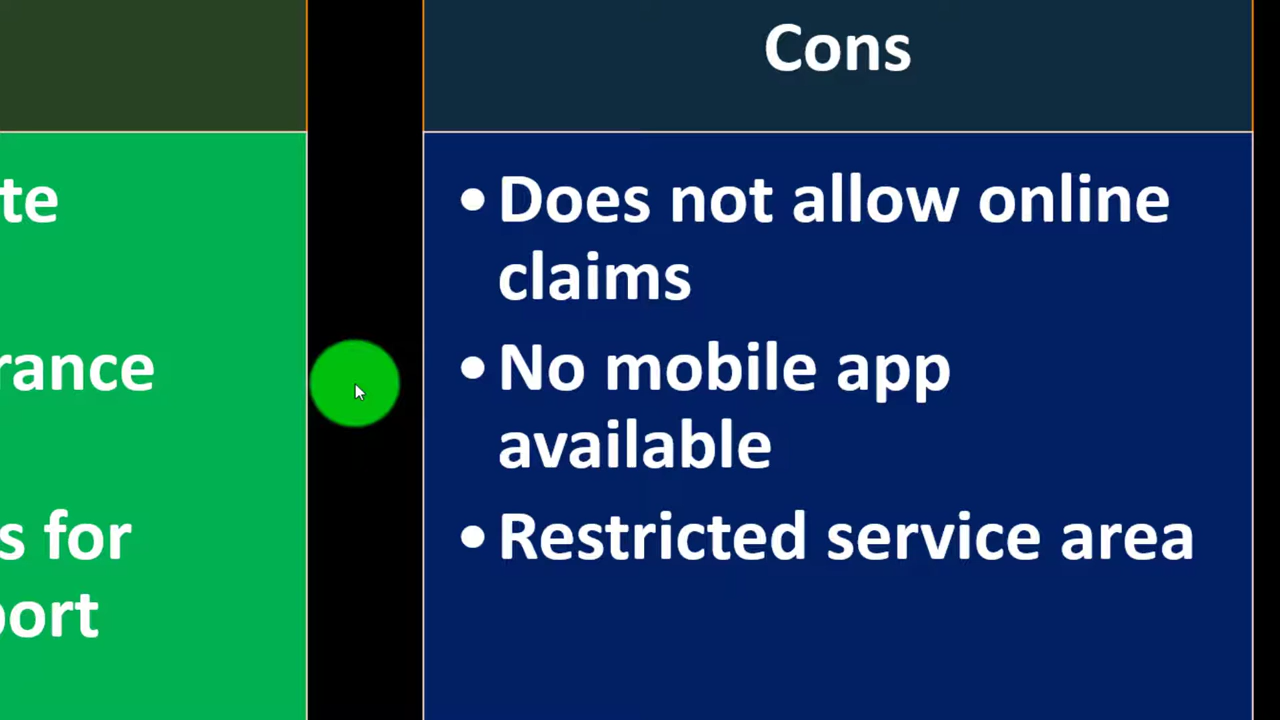 Cons
• Does not allow online
claims
• No mobile app
available
• Restricted service area
te
rance
s for
port